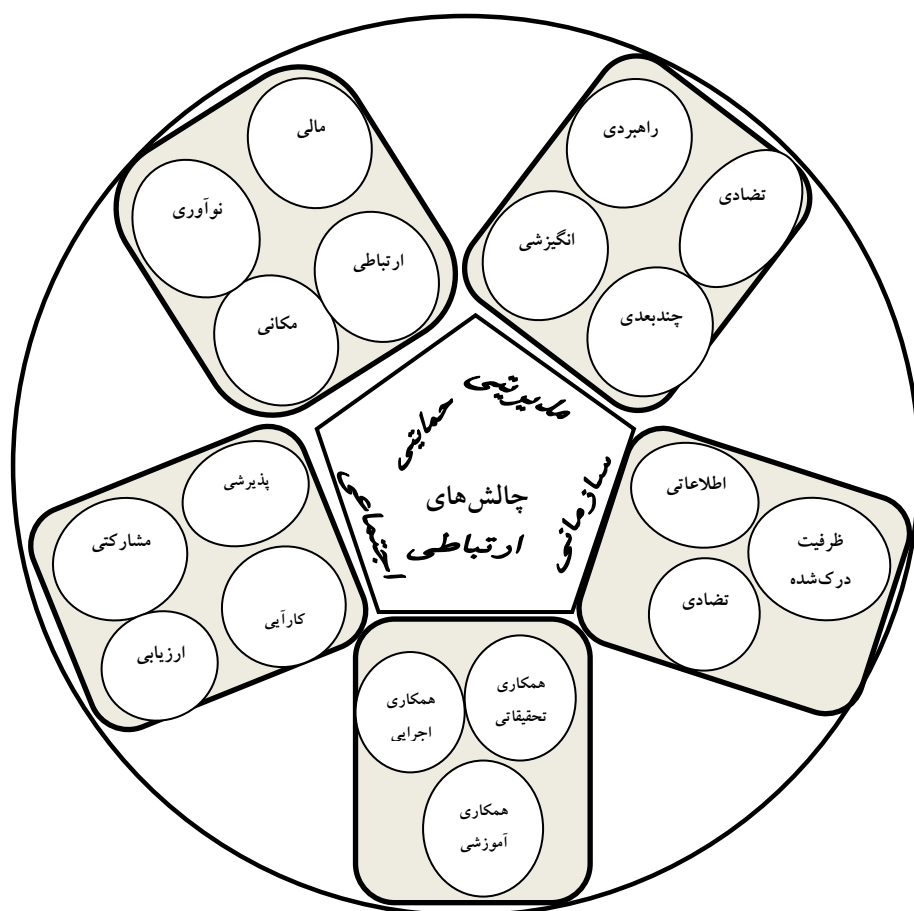 راهبردی
تضادی
انگیزشی
چندبعدی
مالی
نوآوری
ارتباطی
مکانی
مدیریتی
حمایتی
سازمانی
اجتماعی
چالش‌های
ارتباطی
اطلاعاتی
ظرفیت
درک‌شده
تضادی
پذیرشی
مشارکتی
کارآیی
ارزیابی
همکاری
تحقیقاتی
همکاری
اجرایی
همکاری
آموزشی